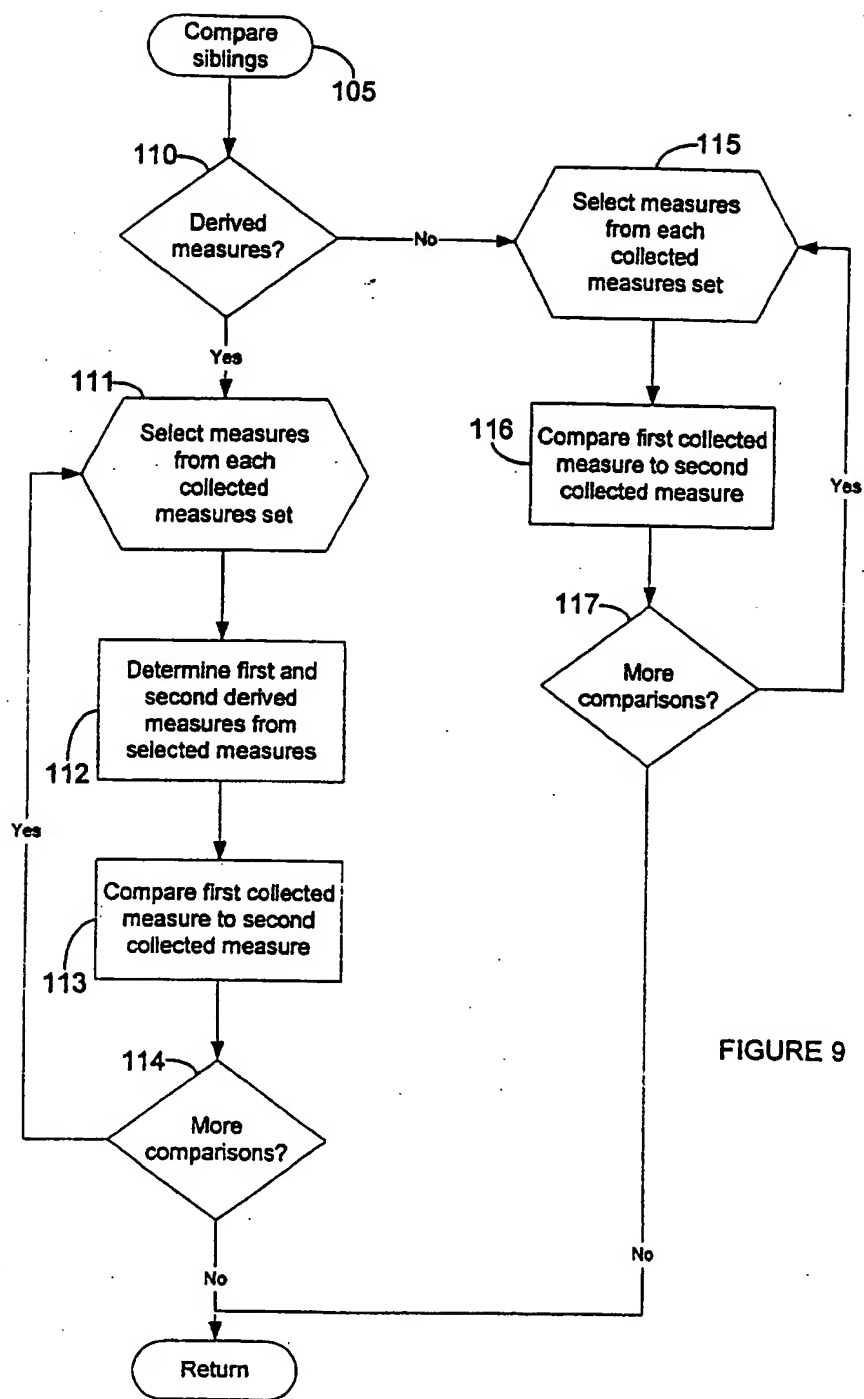 Compare
siblings
105
110
Derived
measures?
No
Yes
115
Select measures
from each
collected
measures set
116
Compare first collected
measure to second
collected measure
117
More
comparisons?
Yes
No
111
Select measures
from each
collected
measures set
Determine first and
second derived
measures from
selected measures
112
Compare first collected
measure to second
collected measure
113
114
More
comparisons?
Yes
No
Return
FIGURE 9